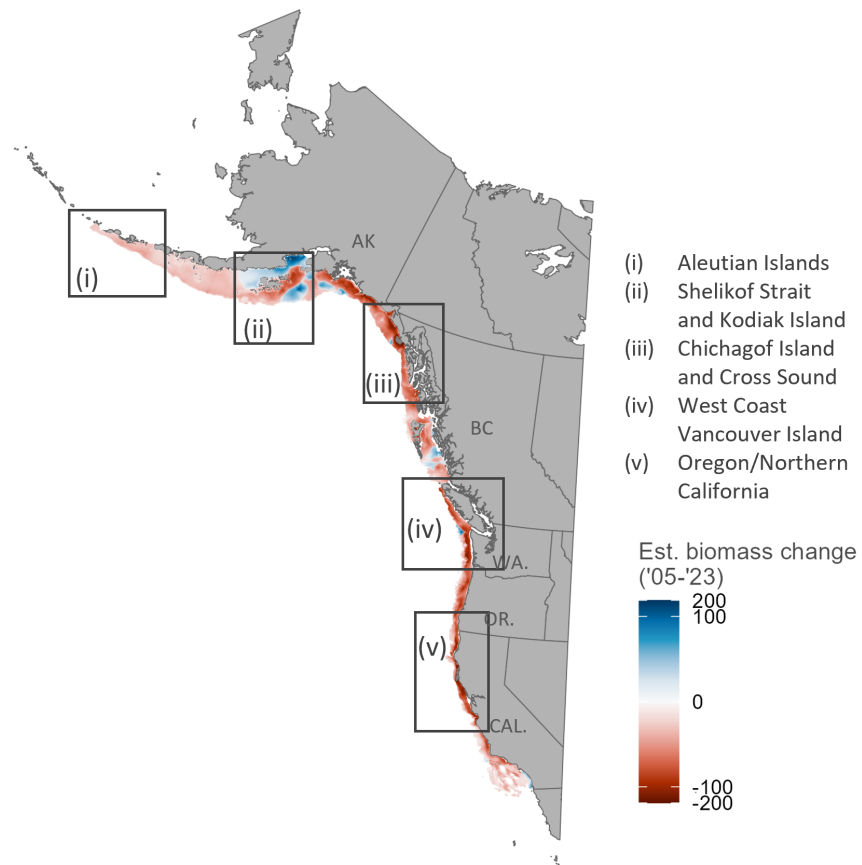 AK
(i)
(ii)
(iii)
BC
(iv)
WA.
OR.
(v)
CAL.
(i) Aleutian Islands
(ii) Shelikof Strait
and Kodiak Island
(iii) Chichagof Island
and Cross Sound
(iv) West Coast
Vancouver Island
(v) Oregon/Northern
California
Est. biomass change
('05-'23)
200
100
0
-100
-200